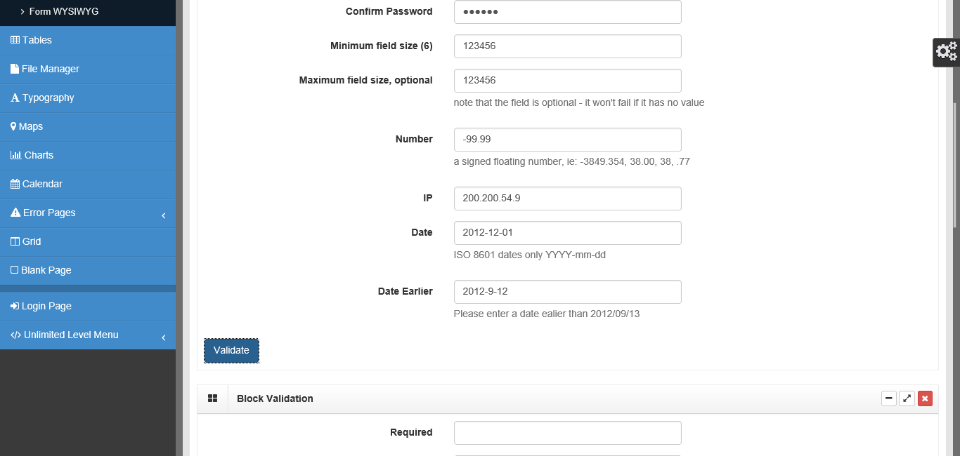 Form WYSIWYG
Tables
File Manager
Typography
Maps
Charts
Calendar
Error Pages
Grid
Blank Page
Login Page
Unlimited Level Menu
Confirm Password ••••••
Minimum field size (6) 123456
Maximum field size, optional 123456
note that the field is optional - it won't fail if it has no value
Number -99.99
a signed floating number, ie: -3849.354, 38.00, 38, .77
IP 200.200.54.9
Date 2012-12-01
ISO 8601 dates only YYYY-mm-dd
Date Earlier 2012-9-12
Please enter a date ealier than 2012/09/13
Validate
Block Validation
Required